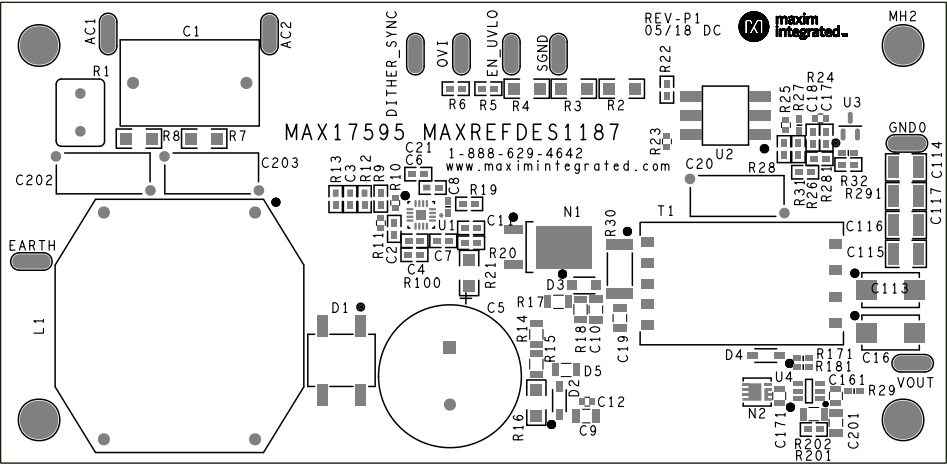 AC1
C1
AC2
DITHER_SYNC
OVI
EN_UVLO
SGND
REV-P1
05/18 DC
maxim
integrated™
MH2
R1
R22
R24
R25
R27
C18
C17
U3
R6
R5
R4
R3
R2
R8
R7
MAX17595 MAXREFDES1187
1-888-629-4642
www.maximintegrated.com
R23
U2
R28
GND0
C114
C202
C203
R13
C3
R12
R9
R10
C21
C6
C8
R19
C20
R31
R26
R281
R32
R291
C117
EARTH
R11
C2
U1
C11
N1
R30
T1
C116
C7
R20
C115
C4
R100
R21
D3
C113
L1
D1
+
C5
R17
R18
C10
C19
R14
R15
C16
D4
R171
R181
VOUT
D5
U4
C161
R29
D2
C12
N2
R16
C9
C171
R202
R201
C201